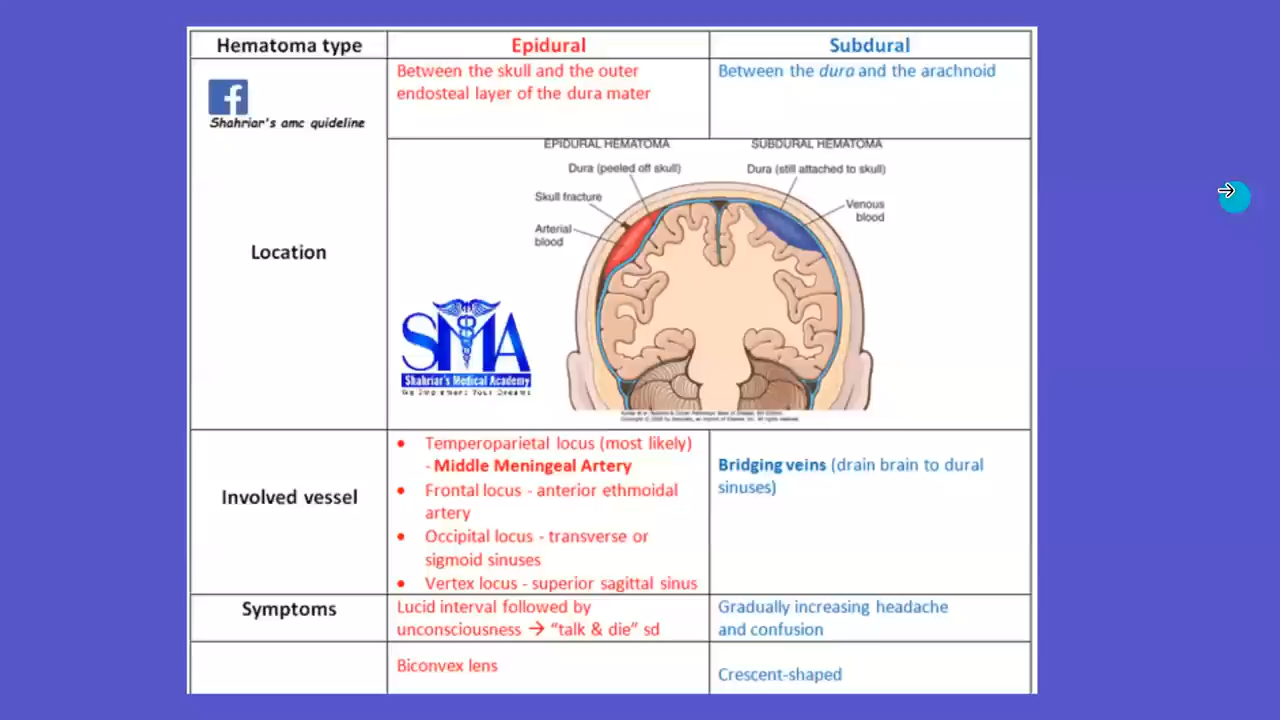 Hematoma type
Epidural
Subdural
Between the skull and the outer
endosteal layer of the dura mater
Between the dura and the arachnoid
Shahriar's amc quideline
Location
EPIDURAL HEMATOMA
SUBDURAL HEMATOMA
Dura (peeled off skull)
Dura (still attached to skull)
Skull fracture
Venous
blood
Arterial
blood
SMA
Shahriar's Medical Academy
Involved vessel
• Temperoparietal locus (most likely)
- Middle Meningeal Artery
• Frontal locus - anterior ethmoidal
artery
• Occipital locus - transverse or
sigmoid sinuses
• Vertex locus - superior sagittal sinus
Bridging veins (drain brain to dural
sinuses)
Symptoms
Lucid interval followed by
unconsciousness → “talk & die” sd
Gradually increasing headache
and confusion
Biconvex lens
Crescent-shaped